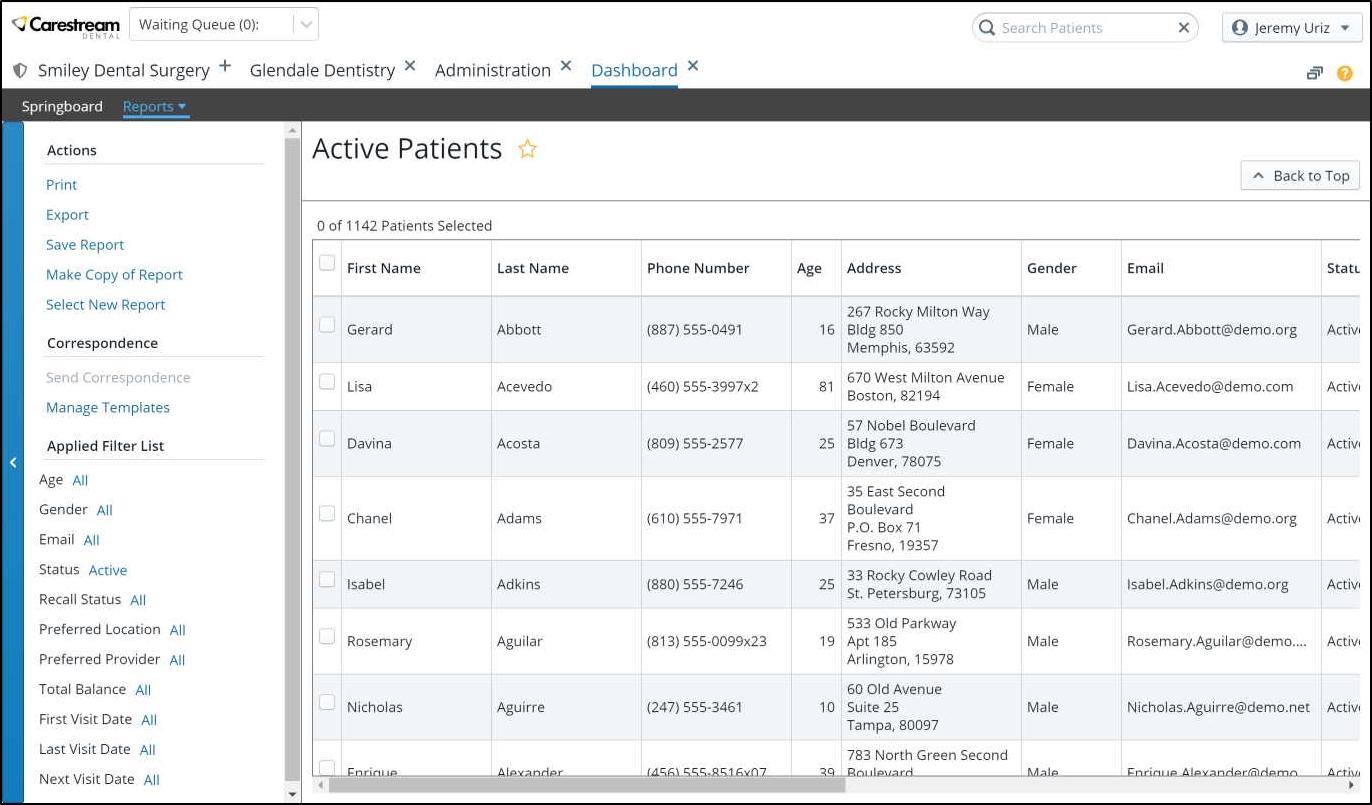 Carestream
DENTAL
Waiting Queue (0):
Search Patients
Jeremy Uriz
Smiley Dental Surgery
Glendale Dentistry
Administration
Dashboard
Springboard
Reports
Actions
Print
Export
Save Report
Make Copy of Report
Select New Report
Correspondence
Send Correspondence
Manage Templates
Applied Filter List
Age All
Gender All
Email All
Status Active
Recall Status All
Preferred Location All
Preferred Provider All
Total Balance All
First Visit Date All
Last Visit Date All
Next Visit Date All
Active Patients
Back to Top
0 of 1142 Patients Selected
First Name Last Name Phone Number Age Address Gender Email Statu
267 Rocky Milton Way
Gerard Abbott (887) 555-0491 16 Bldg 850 Male Gerard.Abbott@demo.org Activ
Memphis, 63592
670 West Milton Avenue
Lisa Acevedo (460) 555-3997x2 81 Female Lisa.Acevedo@demo.com Activ
Boston, 82194
57 Nobel Boulevard
Davina Acosta (809) 555-2577 25 Bldg 673 Female Davina.Acosta@demo.com Activ
Denver, 78075
35 East Second
Boulevard
Chanel Adams (610) 555-7971 37 Female Chanel.Adams@demo.org Activ
P.O. Box 71
Fresno, 19357
33 Rocky Cowley Road
Isabel Adkins (880) 555-7246 25 Male Isabel.Adkins@demo.org Activ
St. Petersburg, 73105
533 Old Parkway
Rosemary Aguilar (813) 555-0099x23 19 Apt 185 Male Rosemary.Aguilar@demo....
Activ
Arlington, 15978
60 Old Avenue
Nicholas Aguirre (247) 555-3461 10 Suite 25 Male Nicholas.Aguirre@demo.net Activ
Tampa, 80097
783 North Green Second
Enrique Alexander (456) 555-8516x07 39 Boulevard Male Enrique.Alexander@demo. Activ